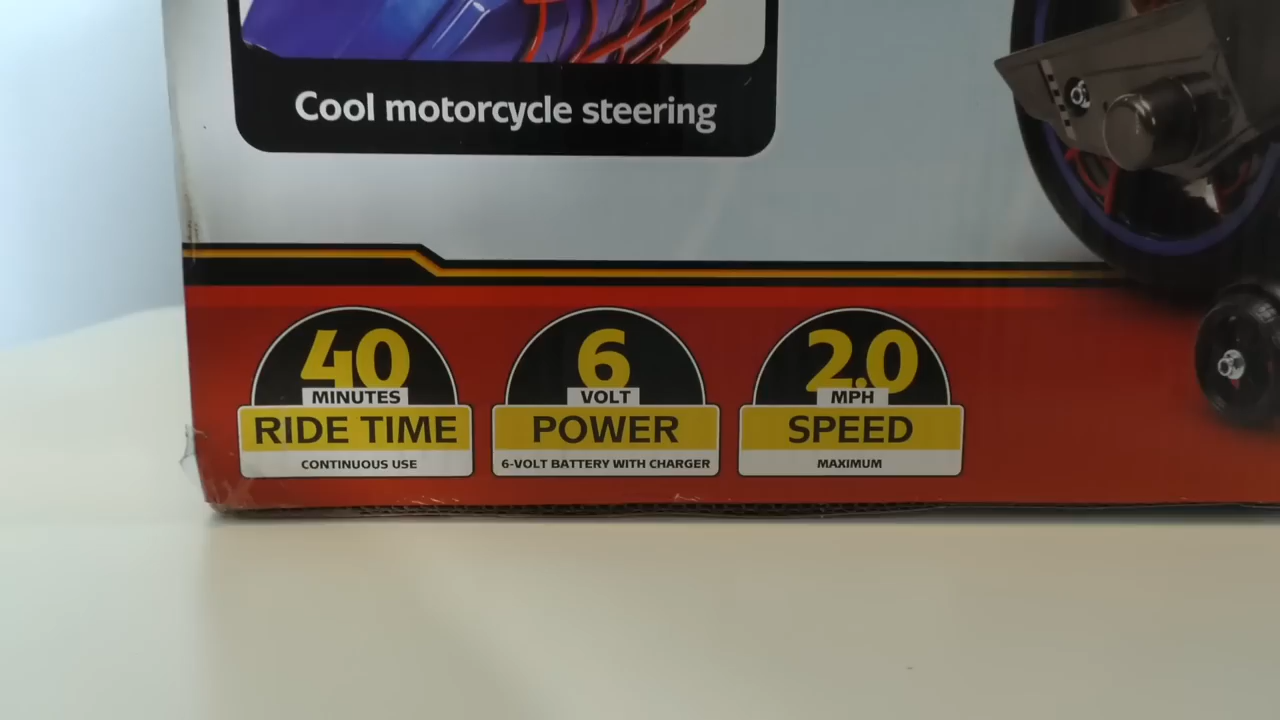 Cool motorcycle steering
40
MINUTES
RIDE TIME
CONTINUOUS USE
6
VOLT
POWER
6-VOLT BATTERY WITH CHARGER
2.0
MPH
SPEED
MAXIMUM